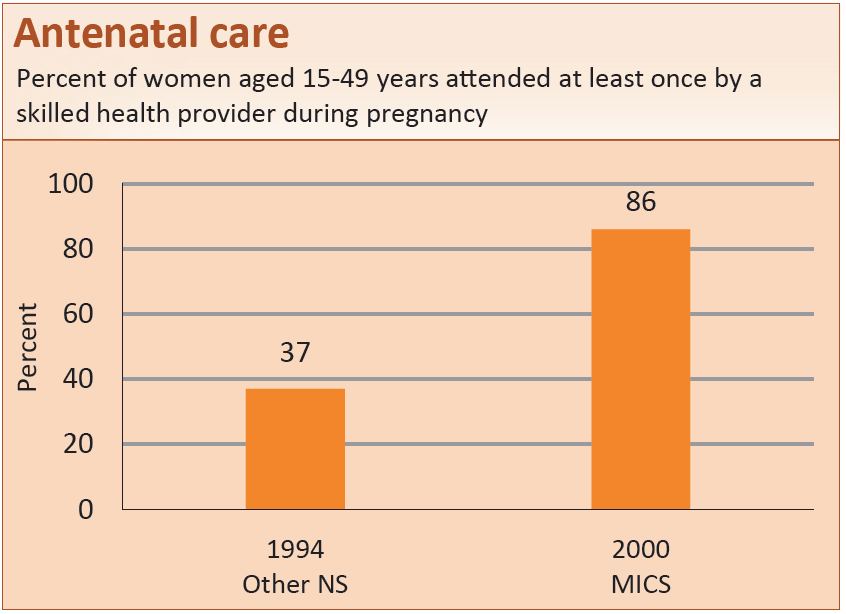 Antenatal care
Percent of women aged 15-49 years attended at least once by a
skilled health provider during pregnancy
100
80
60
40
20
0
Percent
37
86
1994
Other NS
2000
MICS